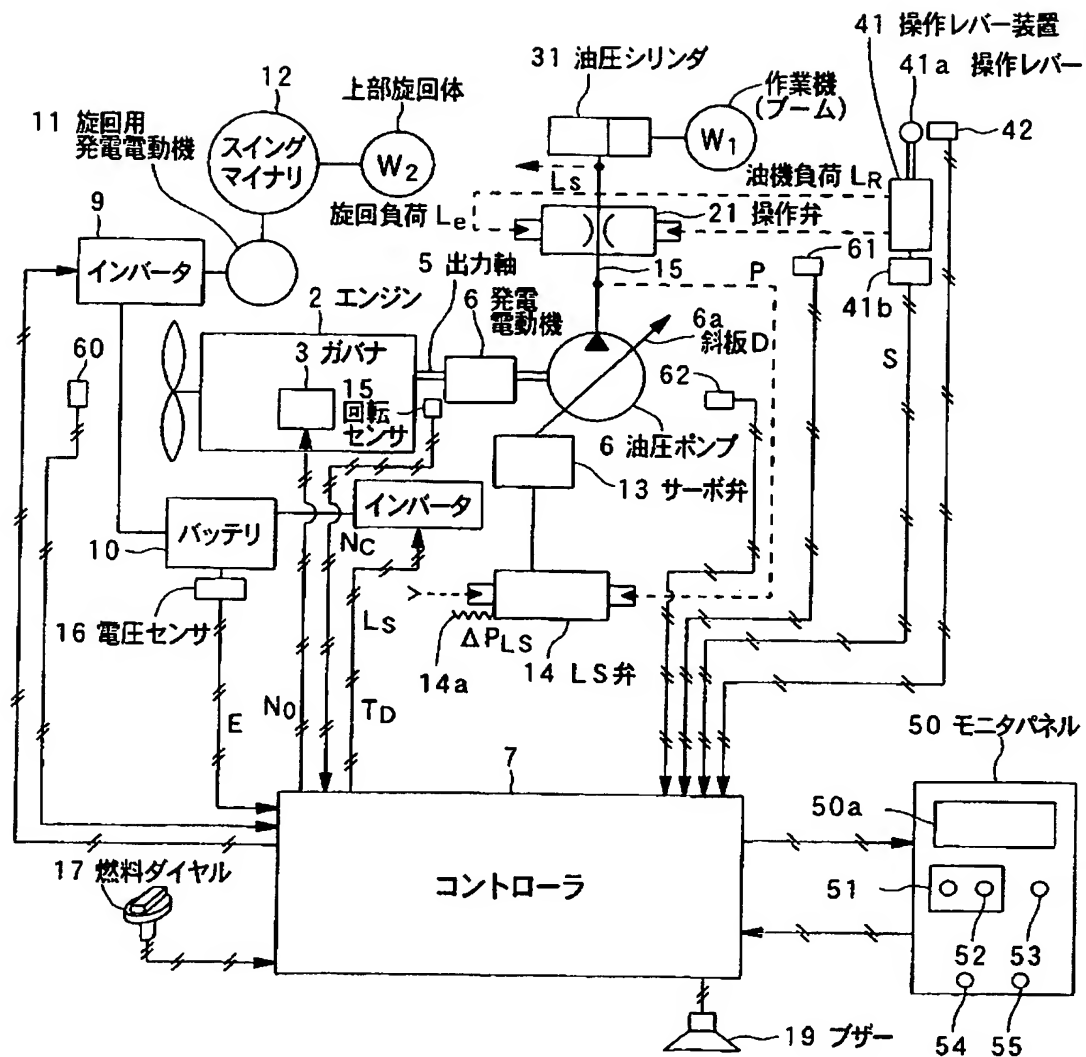 41 操作レバー装置
41a 操作レバー
42
31 油圧シリンダ
作業機
(ブーム)
W1
12
上部旋回体
11 旋回用
発電電動機
スイング
マイナリ
W2
旋回負荷 Le
Ls
油機負荷 LR
21 操作弁
9
インバータ
5 出力軸
15
P
61
41b
2 エンジン
6 発電
電動機
6a
斜板D
S
60
3 ガバナ
15
回転
センサ
62
6 油圧ポンプ
13 サーボ弁
インバータ
バッテリ
10
NC
16 電圧センサ
LS
14a
ΔPLS
14 LS弁
E
N0
TD
7
50 モニタパネル
50a
17 燃料ダイヤル
コントローラ
51
52
53
54
55
19 ブザー